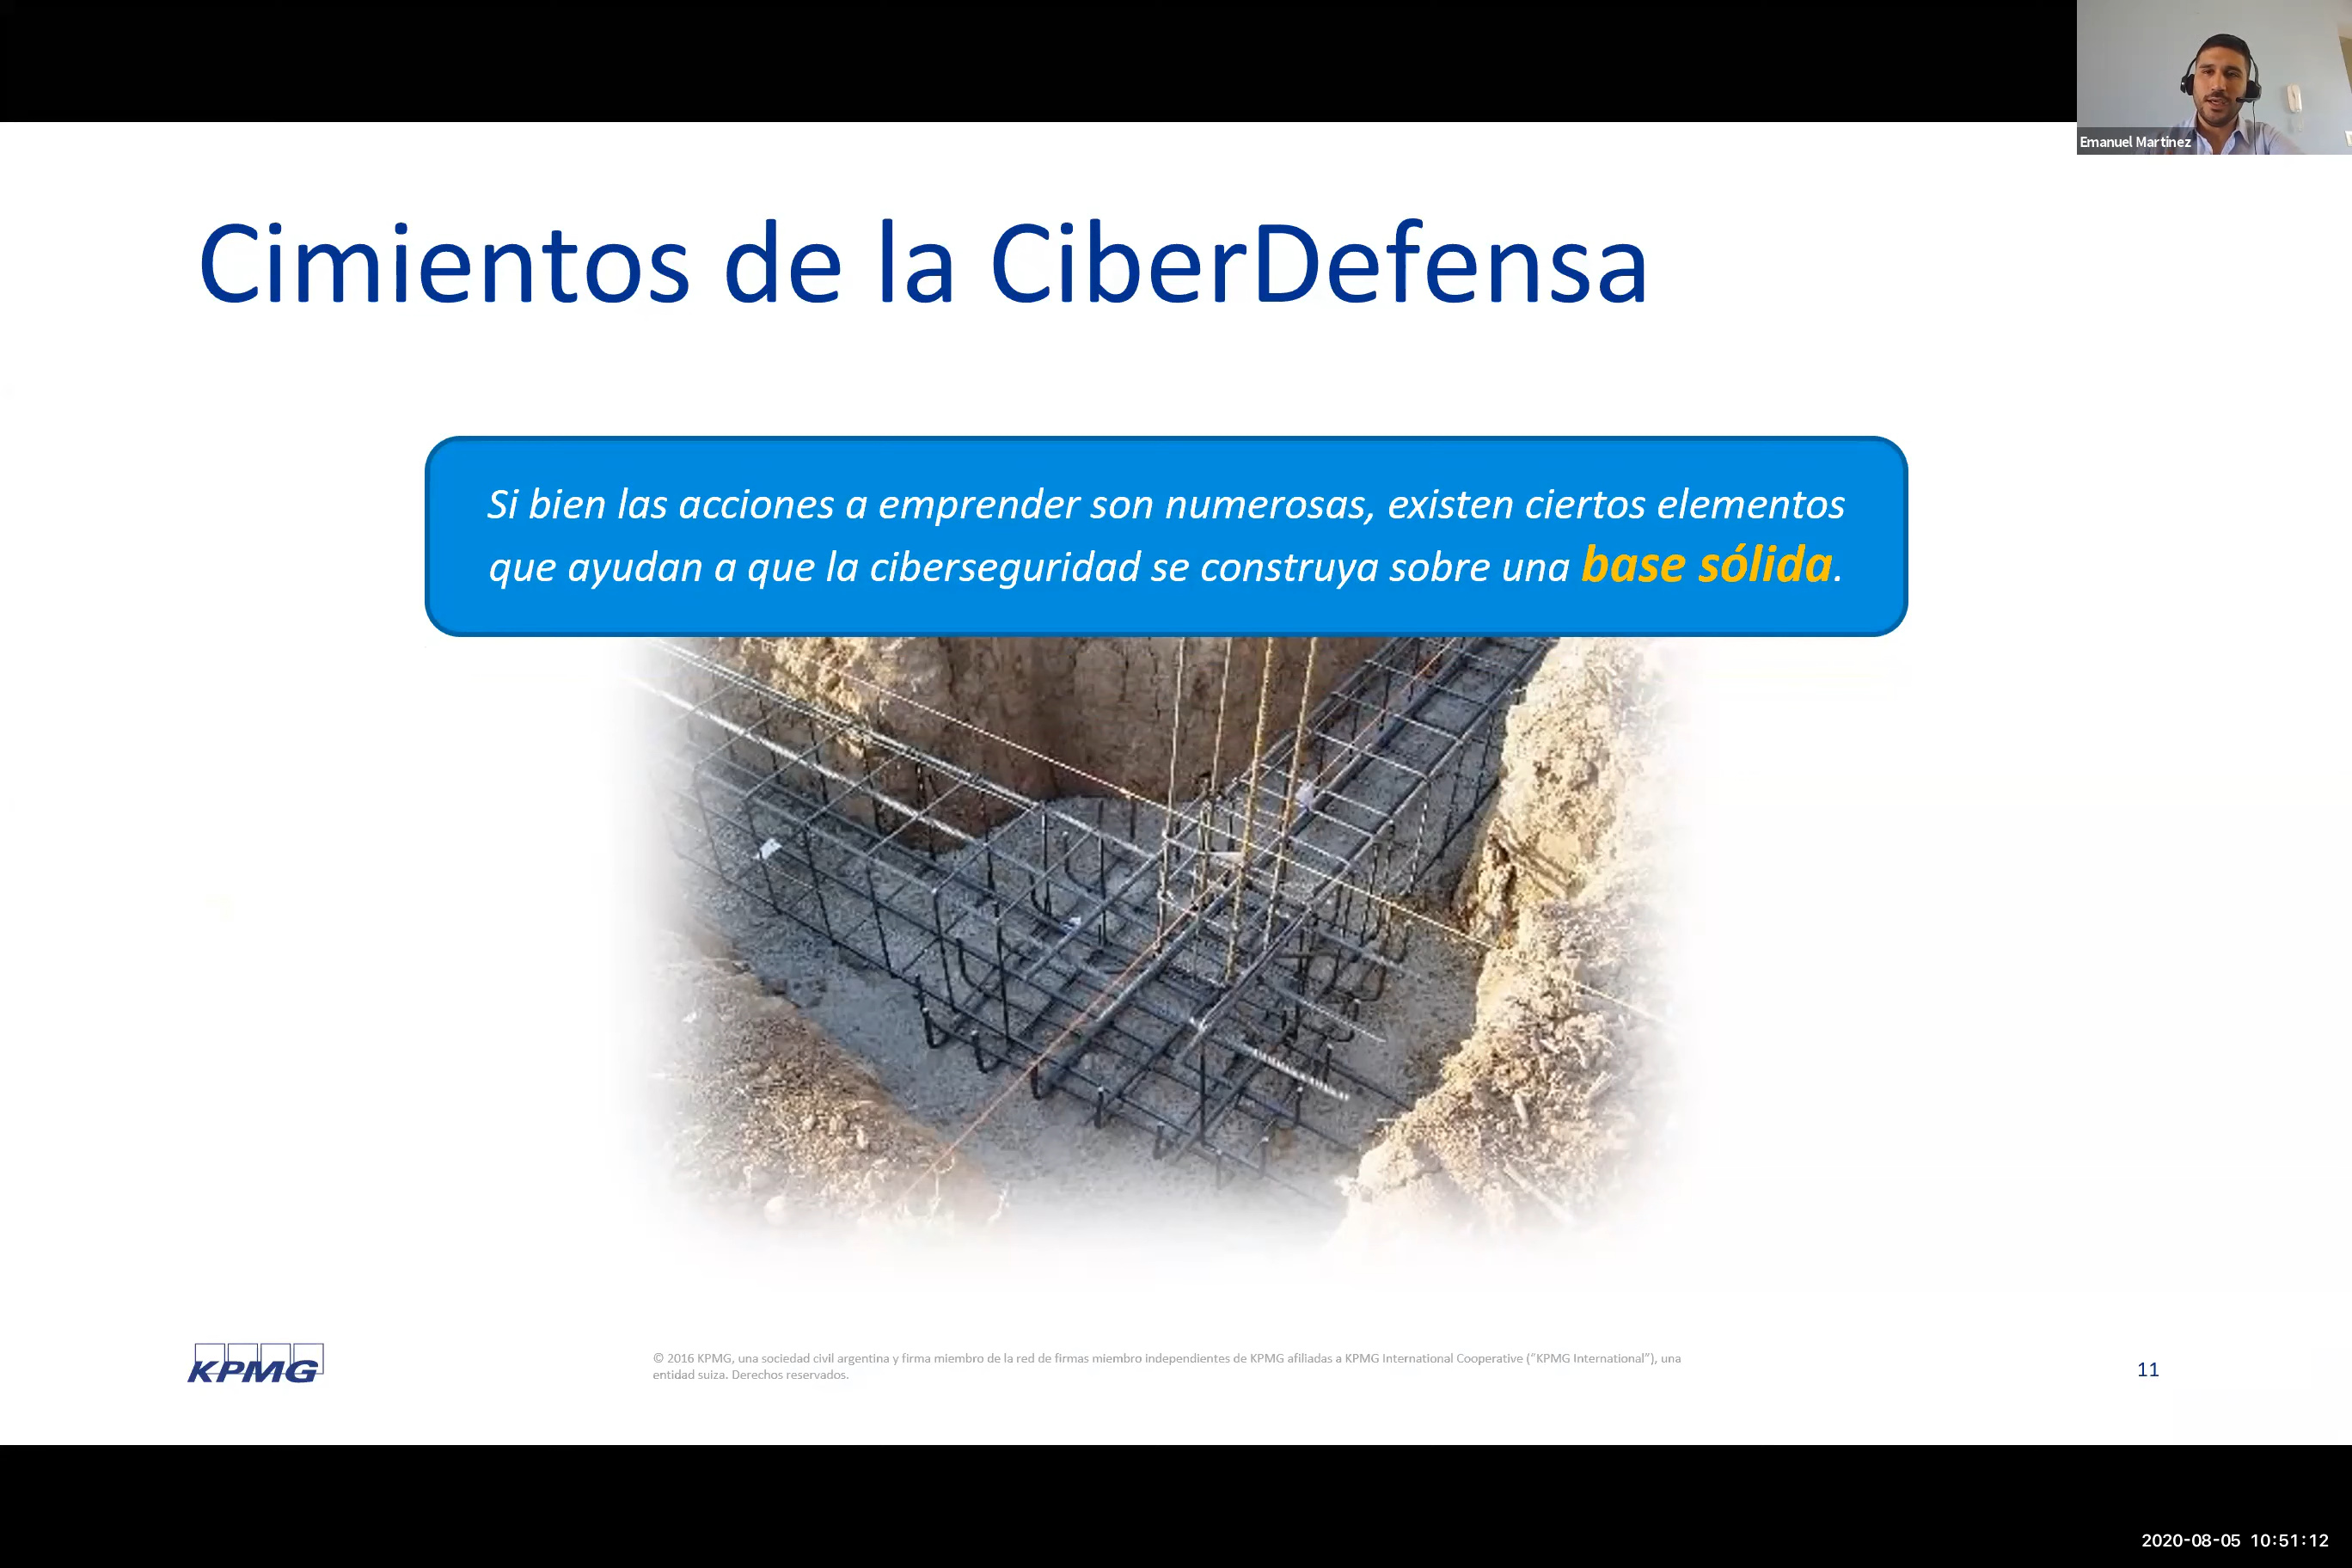 Emanuel Martinez
Cimientos de la CiberDefensa
Si bien las acciones a emprender son numerosas, existen ciertos elementos
que ayudan a que la ciberseguridad se construya sobre una base sólida.
KPMG
© 2016 KPMG, una sociedad civil argentina y firma miembro de la red de firmas miembro independientes de KPMG afiliadas a KPMG International Cooperative ("KPMG International"), una
entidad suiza. Derechos reservados.
11
2020-08-05 10:51:12